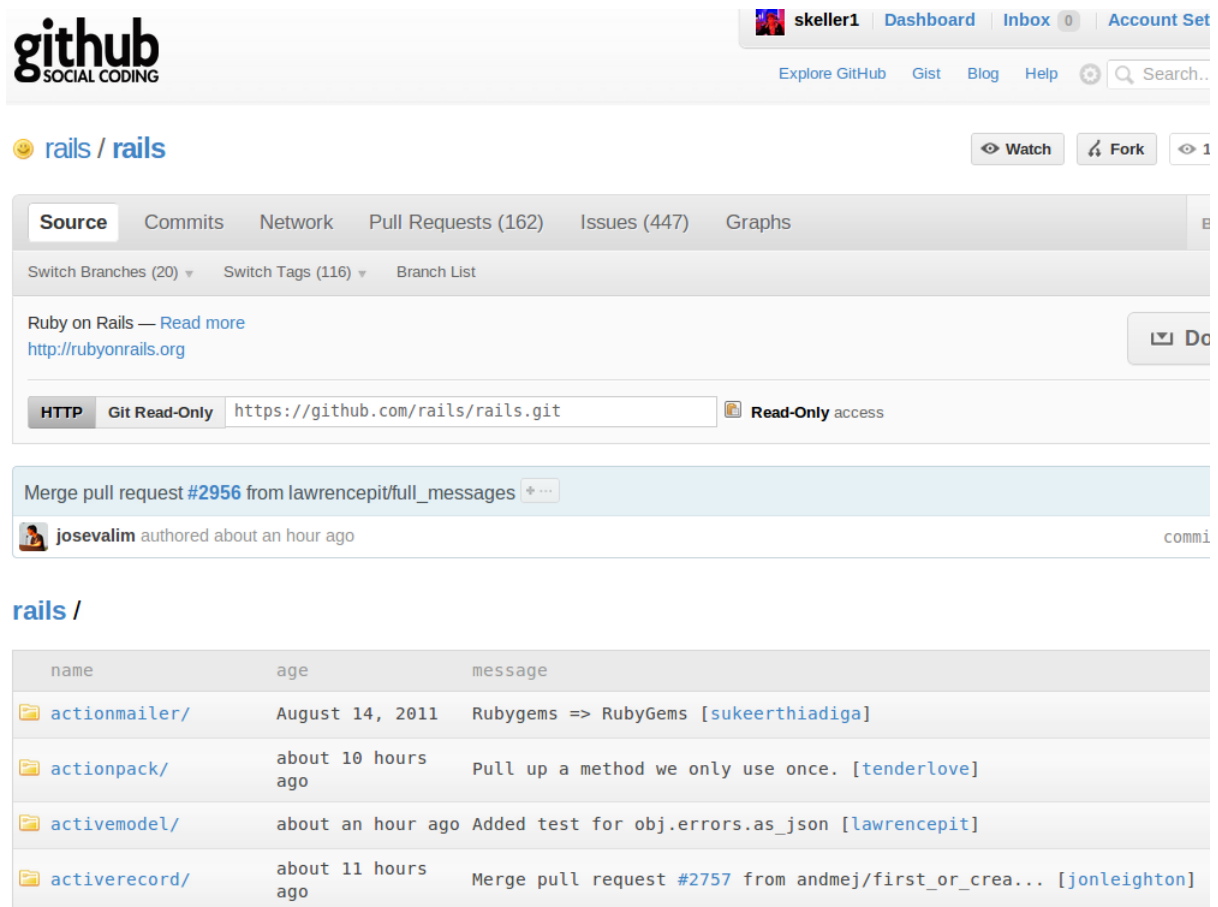 github
SOCIAL CODING
skeller1 Dashboard Inbox 0 Account Set
Explore GitHub Gist Blog Help Search...
rails / rails
Watch Fork 1
Source Commits Network Pull Requests (162) Issues (447) Graphs
Switch Branches (20) Switch Tags (116) Branch List
Ruby on Rails — Read more
http://rubyonrails.org
Do
HTTP Git Read-Only https://github.com/rails/rails.git Read-Only access
Merge pull request #2956 from lawrencepit/full_messages
josevalim authored about an hour ago
commi
rails /
name age message
actionmailer/ August 14, 2011 Rubygems => RubyGems [sukeerthiadiga]
actionpack/ about 10 hours ago Pull up a method we only use once. [tenderlove]
activemodel/ about an hour ago Added test for obj.errors.as_json [lawrencepit]
activerecord/ about 11 hours ago Merge pull request #2757 from andmej/first_or_crea... [jonleighton]